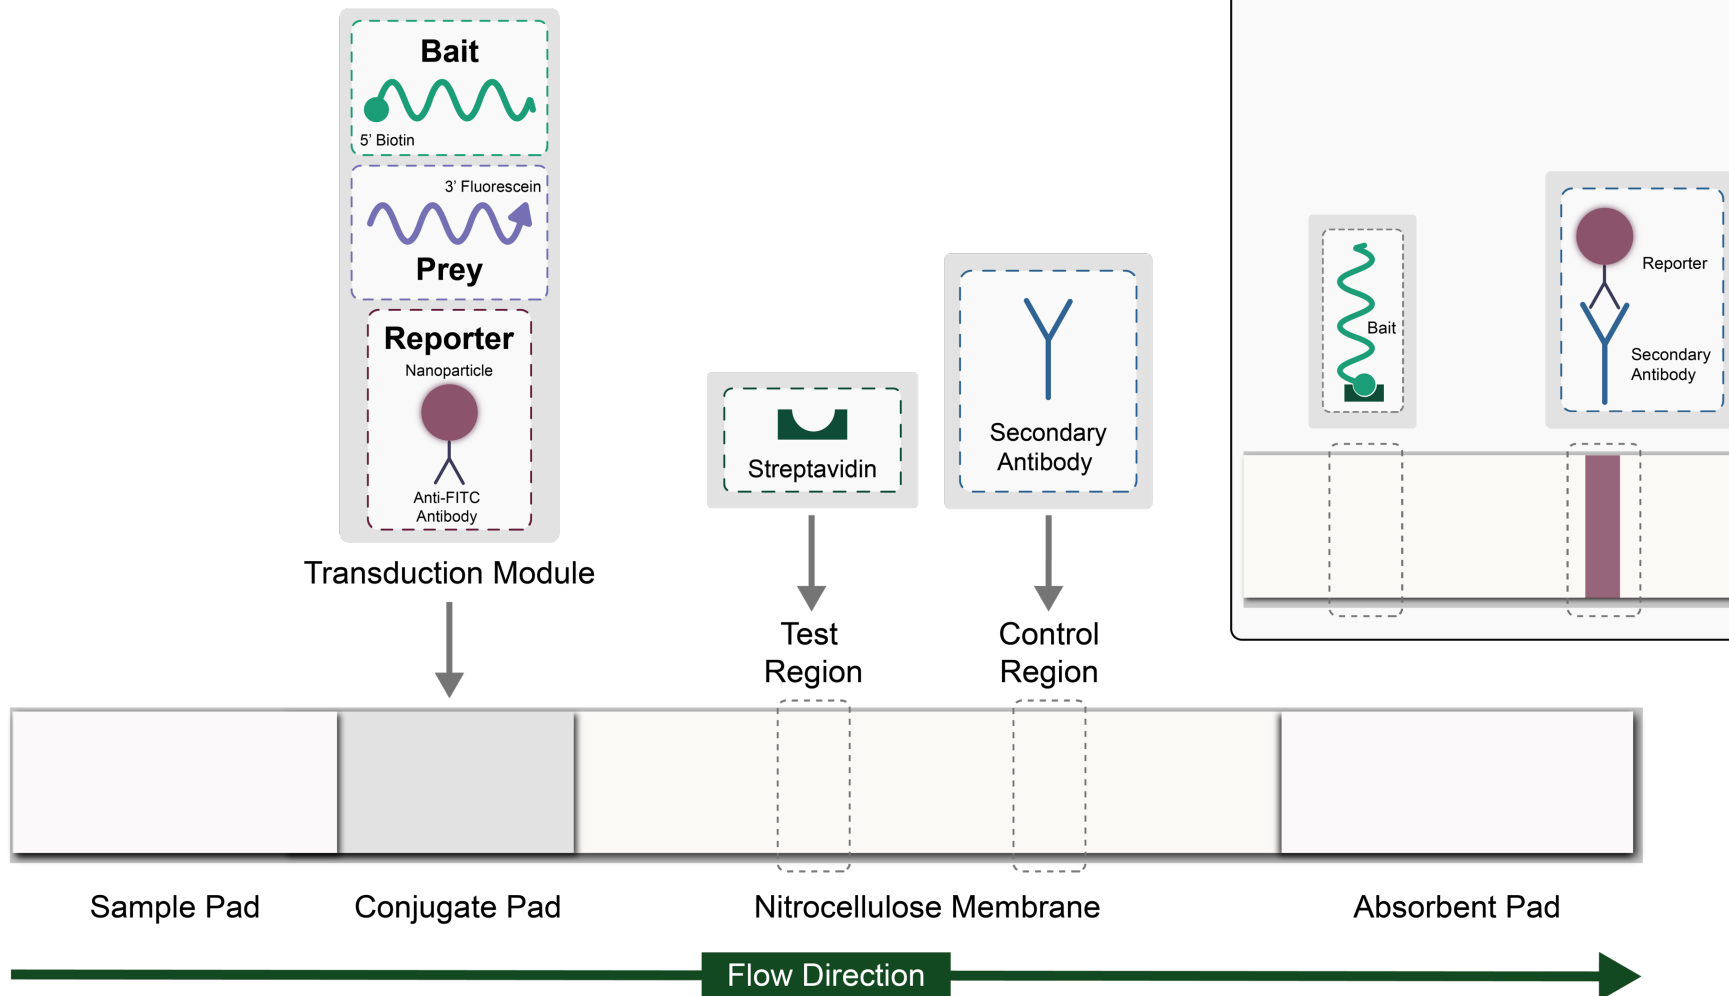 Bait
5' Biotin
3' Fluorescein
Prey
Reporter
Nanoparticle
Anti-FITC
Antibody
Transduction Module
Streptavidin
Secondary
Antibody
Test
Region
Control
Region
Bait
Reporter
Secondary
Antibody
Sample Pad
Conjugate Pad
Nitrocellulose Membrane
Absorbent Pad
Flow Direction